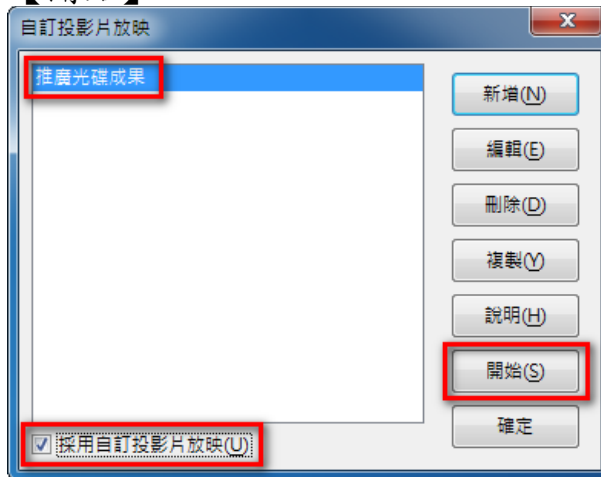 自訂投影片放映
推廣光碟成果
新增(N)
編輯(E)
刪除(D)
複製(Y)
說明(H)
開始(S)
確定
採用自訂投影片放映(U)